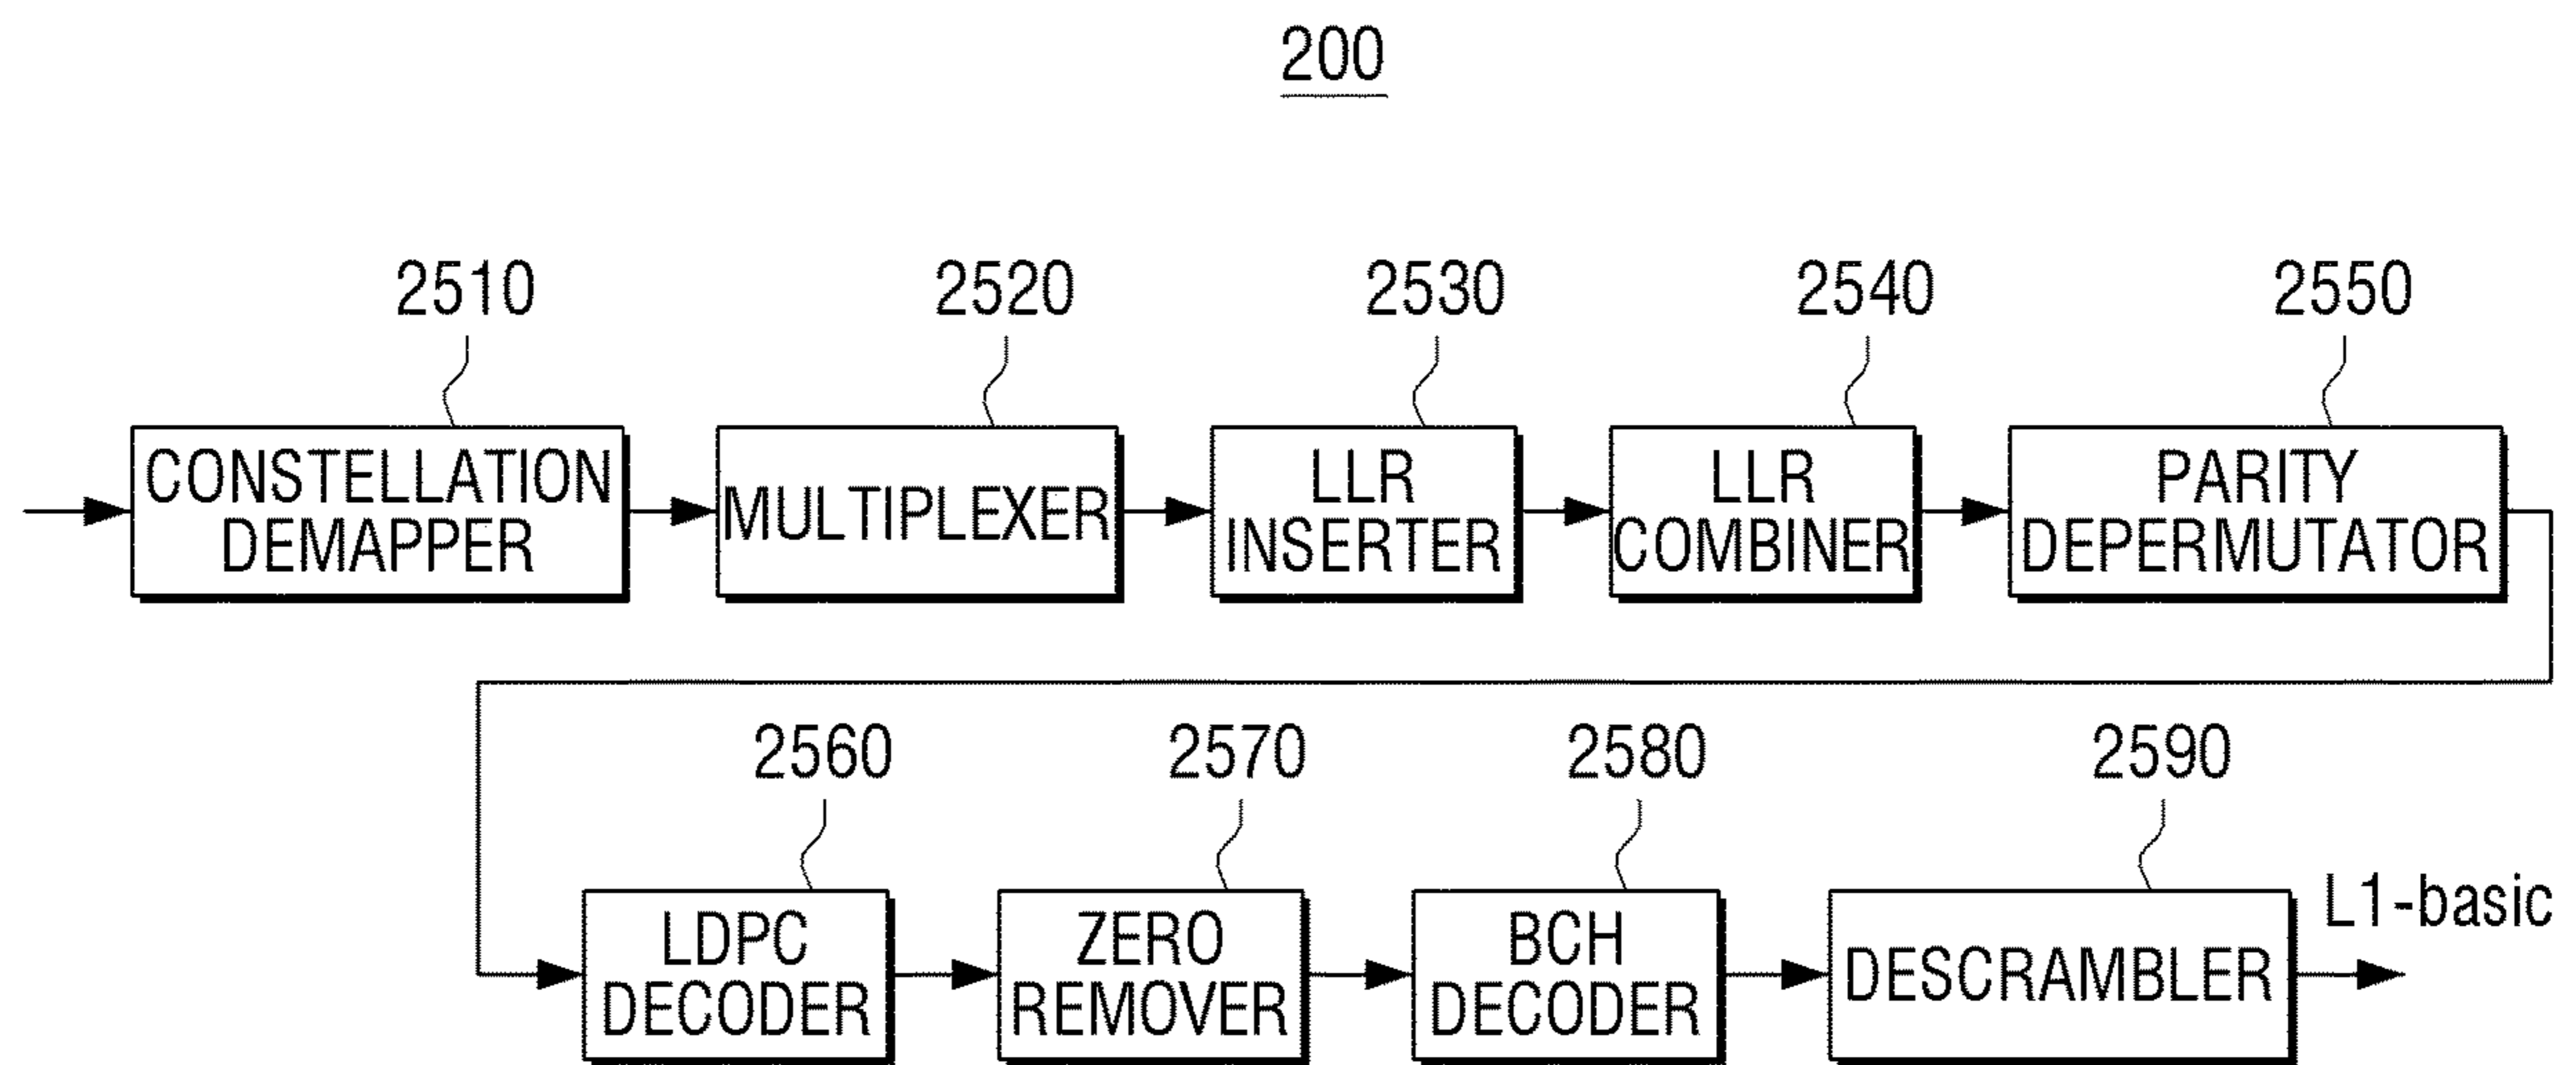 200
2510 2520 2530 2540 2550
CONSTELLATION DEMAPPER
MULTIPLEXER
LLR INSERTER
LLR COMBINER
PARITY DEPERMUTATOR
2560 2570 2580 2590
LDPC DECODER
ZERO REMOVER
BCH DECODER
DESCRAMBLER
L1-basic